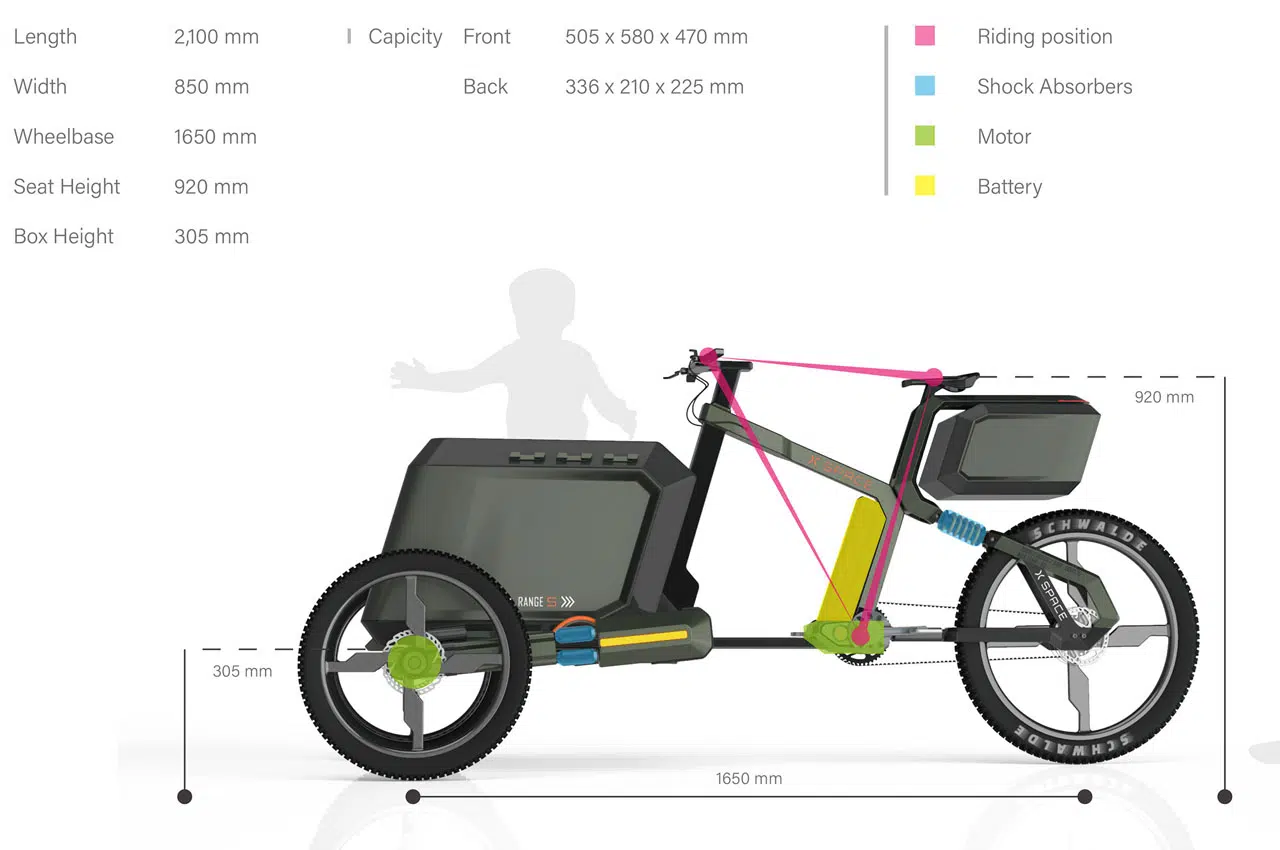 Length 2,100 mm
Width 850 mm
Wheelbase 1650 mm
Seat Height 920 mm
Box Height 305 mm
Capicity Front 505 x 580 x 470 mm
Back 336 x 210 x 225 mm
Riding position
Shock Absorbers
Motor
Battery
920 mm
X SPACE
SCHWALBE
X SPACE
RANGE S
305 mm
SCHWALBE
1650 mm